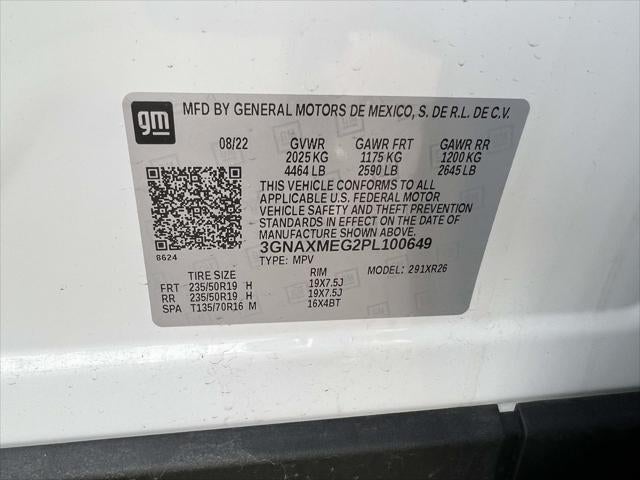 gm MFD BY GENERAL MOTORS DE MEXICO, S. DE R.L. DE C.V.
08/22 GVWR GAWR FRT GAWR RR
2025 KG 1175 KG 1200 KG
4464 LB 2590 LB 2645 LB
THIS VEHICLE CONFORMS TO ALL
APPLICABLE U.S. FEDERAL MOTOR
VEHICLE SAFETY AND THEFT PREVENTION
STANDARDS IN EFFECT ON THE DATE OF
MANUFACTURE SHOWN ABOVE.
3GNAXMEG2PL100649
8624 TYPE: MPV MODEL: 291XR26
TIRE SIZE RIM
FRT 235/50R19 H 19X7.5J
RR 235/50R19 H 19X7.5J
SPA T135/70R16 M 16X4BT